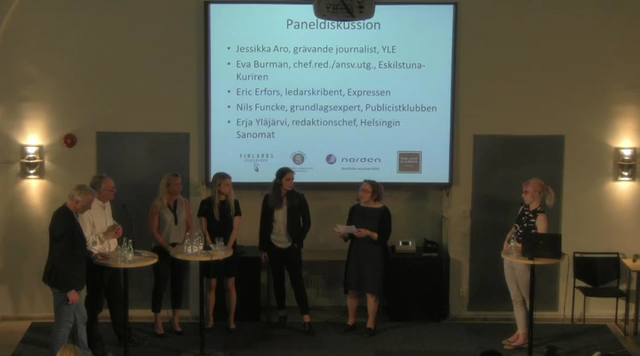 Paneldiskussion
• Jessikka Aro, grävande journalist, YLE
• Eva Burman, chef.red./ansv.utg., Eskilstuna-
Kuriren
• Eric Erfors, ledarskribent, Expressen
• Nils Funcke, grundlagsexpert, Publicistklubben
• Erja Yläjärvi, redaktionschef, Helsingin
Sanomat
FINLANDS
norden